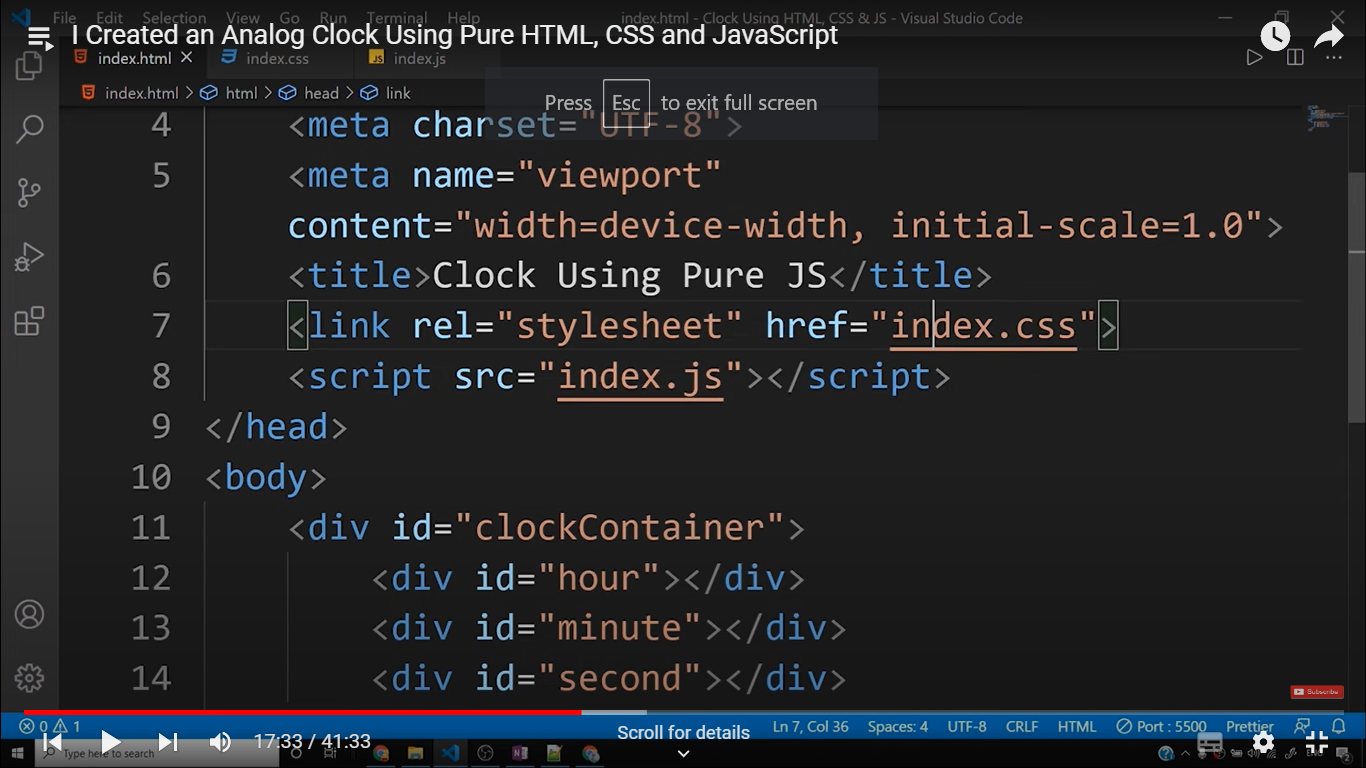 File Edit Selection View Go Run Terminal Help index.html - Clock Using HTML, CSS & JS - Visual Studio Code
I Created an Analog Clock Using Pure HTML, CSS and JavaScript
index.html index.css JS index.js
index.html > html > head > link
Press Esc to exit full screen
4 <meta charset="UTF-8">
5 <meta name="viewport"
content="width=device-width, initial-scale=1.0">
6 <title>Clock Using Pure JS</title>
7 <link rel="stylesheet" href="index.css">
8 <script src="index.js"></script>
9 </head>
10 <body>
11 <div id="clockContainer">
12 <div id="hour"></div>
13 <div id="minute"></div>
14 <div id="second"></div>
Subscribe
0 1 Ln 7, Col 36 Spaces: 4 UTF-8 CRLF HTML Port : 5500 Prettier
17:33 / 41:33
Scroll for details
Type here to search